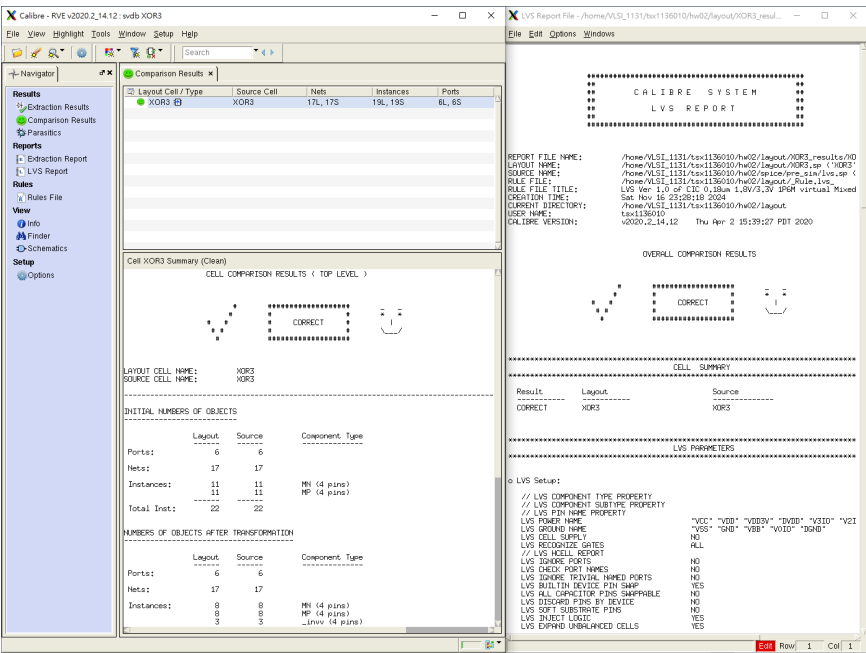 Calibre - RVE v2020.2_14.12 : svdb XOR3
File View Highlight Tools Window Setup Help
Search
Navigator
Results
Extraction Results
Comparison Results
Parasitics
Reports
Extraction Report
LVS Report
Rules
Rules File
View
Info
Finder
Schematics
Setup
Options
Comparison Results
Layout Cell / Type Source Cell Nets Instances Ports
XOR3 XOR3 17L, 17S 19L, 19S 6L, 6S
Cell XOR3 Summary (Clean)
CELL COMPARISON RESULTS ( TOP LEVEL )
CORRECT
LAYOUT CELL NAME: XOR3
SOURCE CELL NAME: XOR3
INITIAL NUMBERS OF OBJECTS
Layout Source Component Type
Ports: 6 6
Nets: 17 17
Instances: 11 11 MN (4 pins)
11 11 MP (4 pins)
Total Inst: 22 22
NUMBERS OF OBJECTS AFTER TRANSFORMATION
Layout Source Component Type
Ports: 6 6
Nets: 17 17
Instances: 8 8 MN (4 pins)
8 8 MP (4 pins)
3 3 _invv (4 pins)
LVS Report File - /home/VLSI_1131/tsx1136010/hw02/layout/XOR3_resul...
File Edit Options Windows
CALIBRE SYSTEM
LVS REPORT
REPORT FILE NAME: /home/VLSI_1131/tsx1136010/hw02/layout/XOR3_results/XO
LAYOUT NAME: /home/VLSI_1131/tsx1136010/hw02/layout/XOR3.sp ('XOR3'
SOURCE NAME: /home/VLSI_1131/tsx1136010/hw02/spice/pre_sim/lvs.sp (
RULE FILE: /home/VLSI_1131/tsx1136010/hw02/layout/_Rule.lvs_
RULE FILE TITLE: LVS Ver 1.0 of CIC 0.18um 1.8V/3.3V 1P6M virtual Mixed
CREATION TIME: Sat Nov 16 23:28:18 2024
CURRENT DIRECTORY: /home/VLSI_1131/tsx1136010/hw02/layout
USER NAME: tsx1136010
CALIBRE VERSION: v2020.2_14.12 Thu Apr 2 15:39:27 PDT 2020
OVERALL COMPARISON RESULTS
CORRECT
CELL SUMMARY
Result Layout Source
CORRECT XOR3 XOR3
LVS PARAMETERS
o LVS Setup:
// LVS COMPONENT TYPE PROPERTY
// LVS COMPONENT SUBTYPE PROPERTY
// LVS PIN NAME PROPERTY
LVS POWER NAME "VCC" "VDD" "VDD3V" "DVDD" "V3IO" "V2I
LVS GROUND NAME "VSS" "GND" "VBB" "VOID" "DGND"
LVS CELL SUPPLY NO
LVS RECOGNIZE GATES ALL
// LVS HCELL REPORT
LVS IGNORE PORTS NO
LVS CHECK PORT NAMES NO
LVS IGNORE TRIVIAL NAMED PORTS NO
LVS BUILTIN DEVICE PIN SWAP YES
LVS ALL CAPACITOR PINS SWAPPABLE NO
LVS DISCARD PINS BY DEVICE NO
LVS SOFT SUBSTRATE PINS NO
LVS INJECT LOGIC YES
LVS EXPAND UNBALANCED CELLS YES
Edit Row 1 Col 1